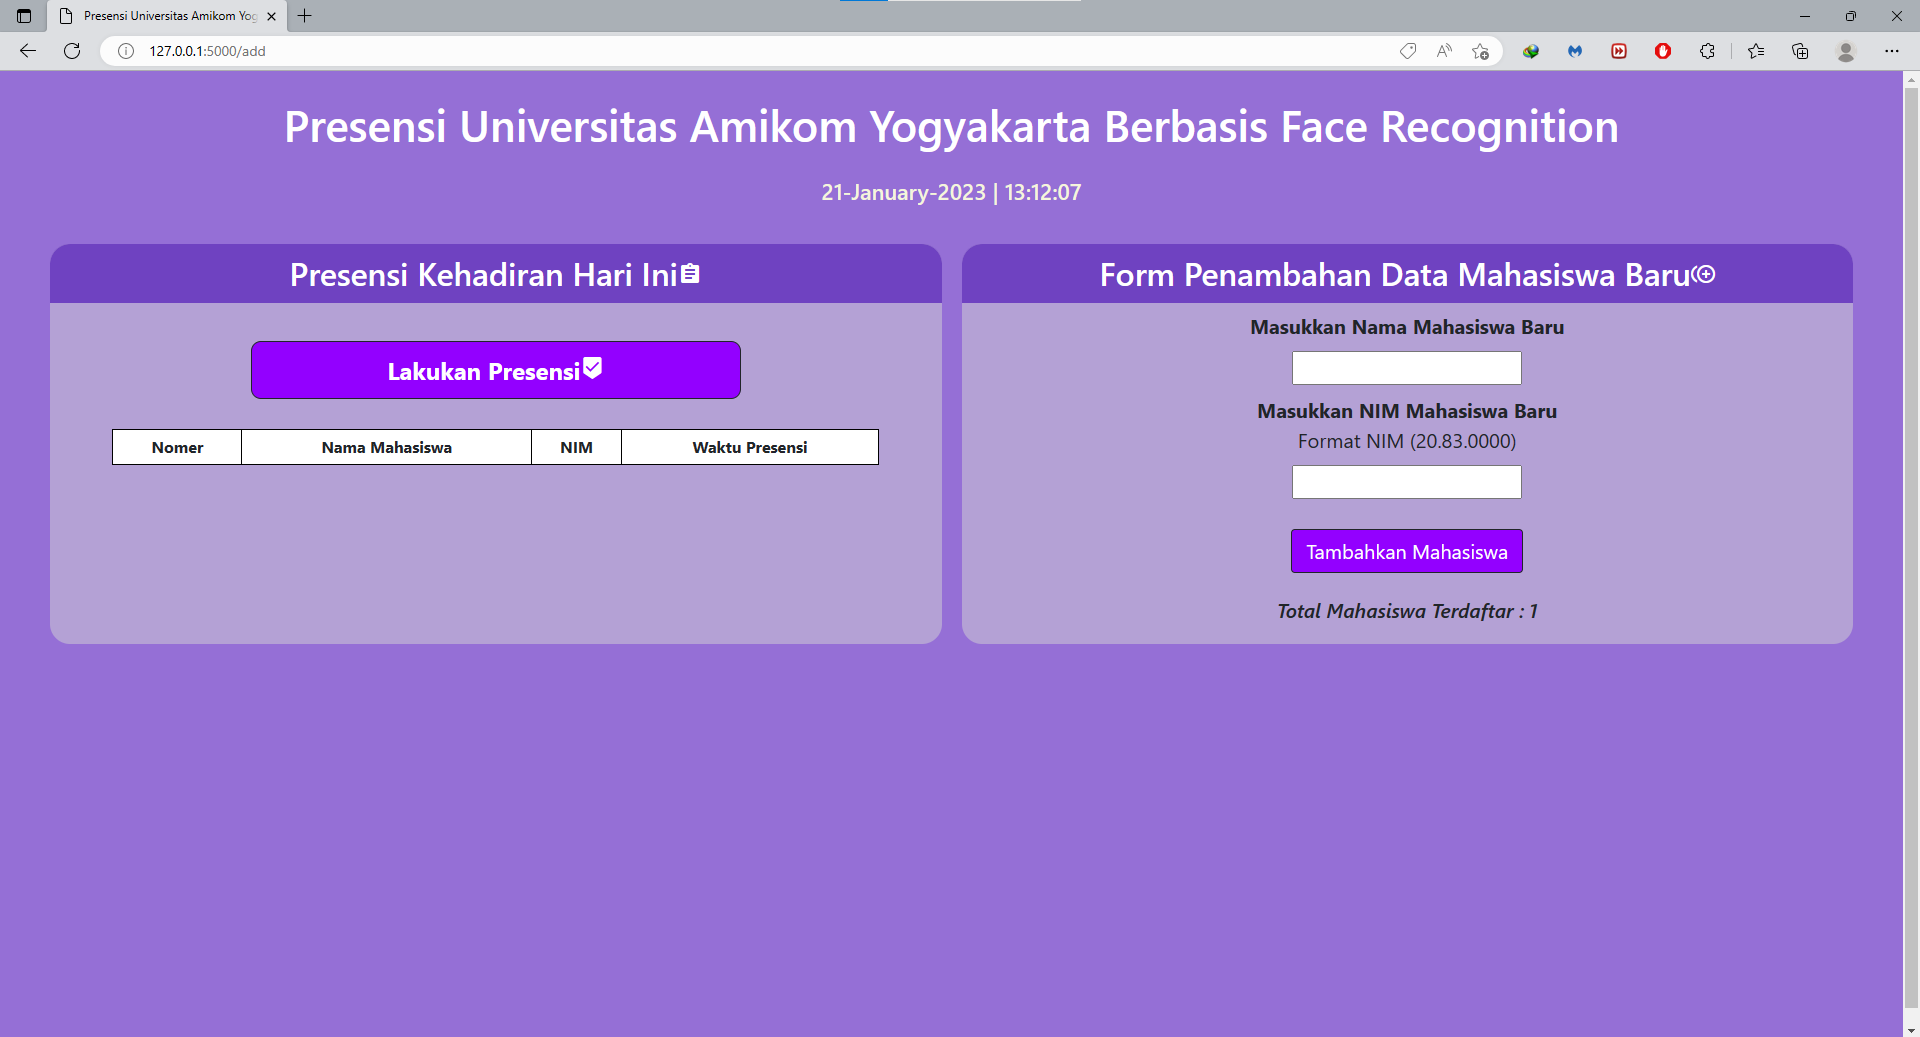 Presensi Universitas Amikom Yog
127.0.0.1:5000/add
Presensi Universitas Amikom Yogyakarta Berbasis Face Recognition
21-January-2023 | 13:12:07
Presensi Kehadiran Hari Ini
Lakukan Presensi
Nomer Nama Mahasiswa NIM Waktu Presensi
Form Penambahan Data Mahasiswa Baru
Masukkan Nama Mahasiswa Baru
Masukkan NIM Mahasiswa Baru
Format NIM (20.83.0000)
Tambahkan Mahasiswa
Total Mahasiswa Terdaftar : 1